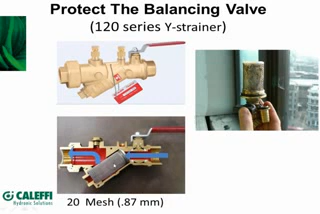 Protect The Balancing Valve
(120 series Y-strainer)
CALEFFI
Hydronic Solutions
20 Mesh (.87 mm)